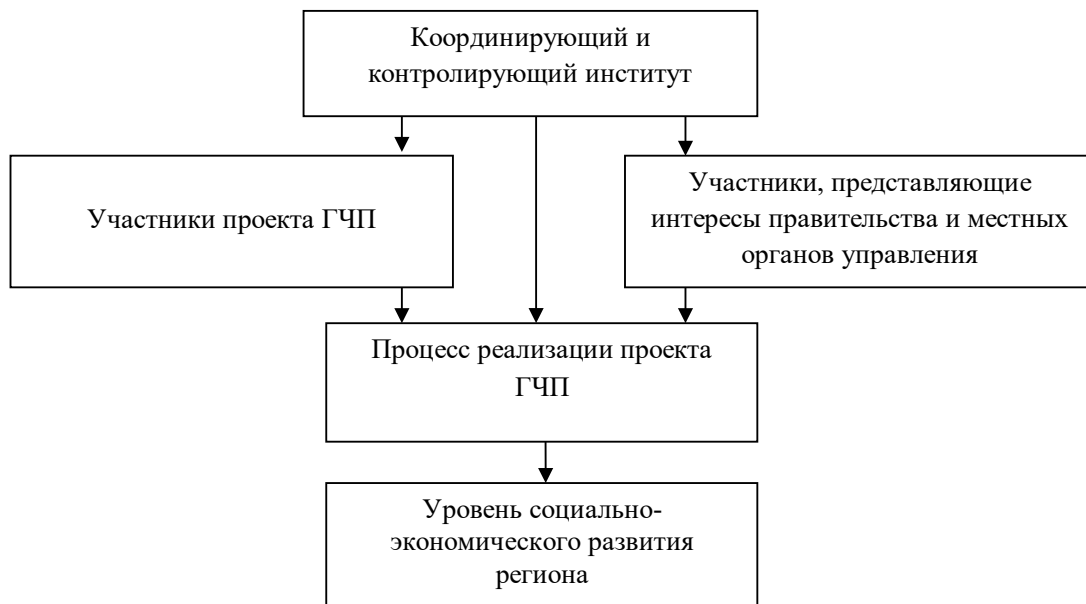 Координирующий и
контролирующий институт
Участники проекта ГЧП
Участники, представляющие
интересы правительства и местных
органов управления
Процесс реализации проекта
ГЧП
Уровень социально-
экономического развития
региона